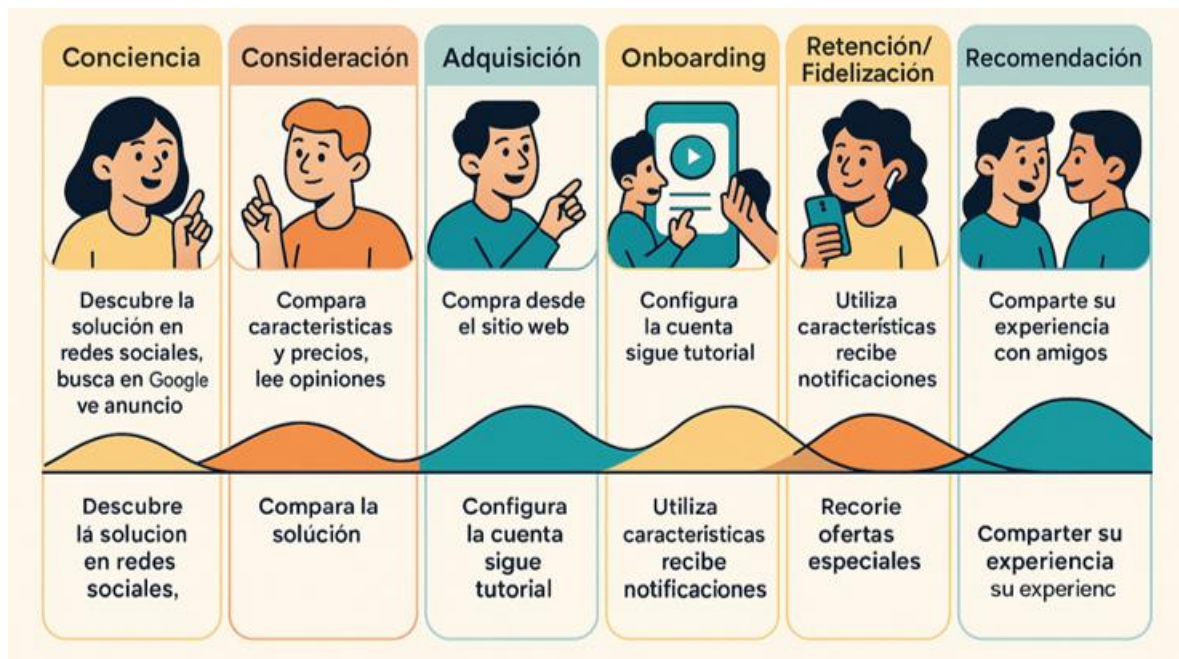 Conciencia
Descubre la
solución en
redes sociales,
busca en Google
ve anuncio
Descubre
lá solucion
en redes
sociales,
Consideración
Compara
caracteristicas
y precios,
lee opiniones
Compara la
solúción
Adquisición
Compra desde
el sitio web
Configura
la cuenta
sigue
tutorial
Onboarding
Configura
la cuenta
sigue tutorial
Utiliza
características
recibe
notificaciones
Retención/
Fidelización
Utiliza
características
recibe
notificaciones
Recorie
ofertas
especiales
Recomendación
Comparte su
experiencia
con amigos
Comparter su
experiencia
su experienc